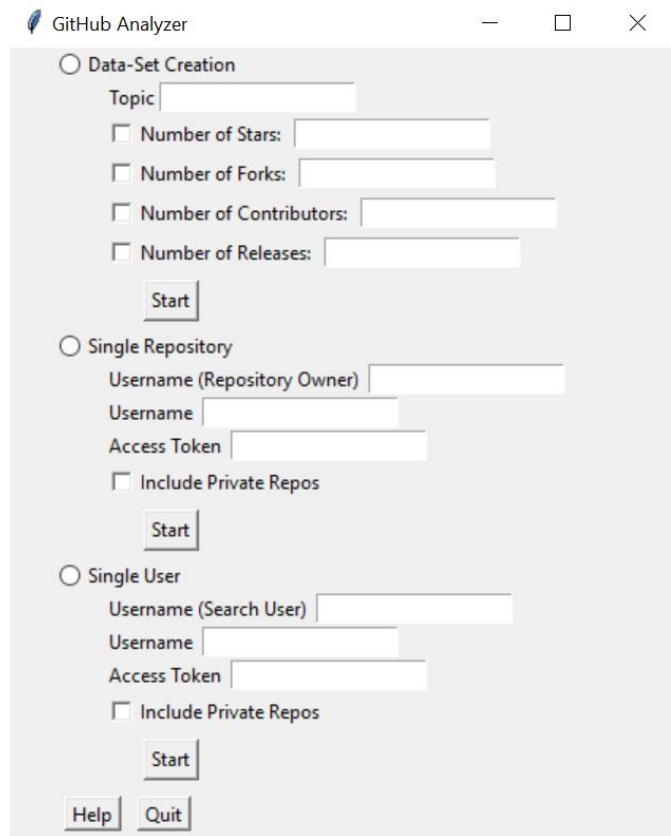 GitHub Analyzer
Data-Set Creation
Topic
Number of Stars:
Number of Forks:
Number of Contributors:
Number of Releases:
Start
Single Repository
Username (Repository Owner)
Username
Access Token
Include Private Repos
Start
Single User
Username (Search User)
Username
Access Token
Include Private Repos
Start
Help Quit